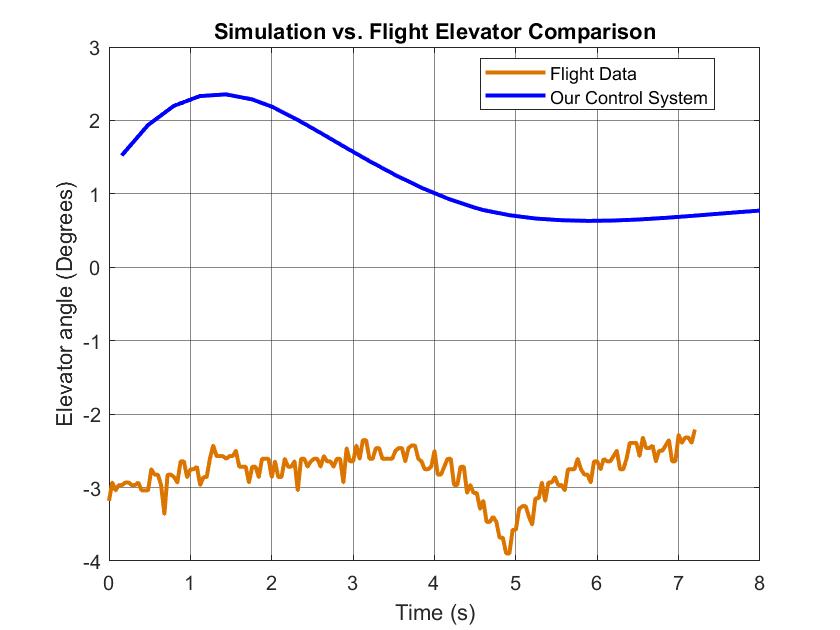 Simulation vs. Flight Elevator Comparison
Flight Data
Our Control System
Elevator angle (Degrees)
3
2
1
0
-1
-2
-3
-4
0 1 2 3 4 5 6 7 8
Time (s)